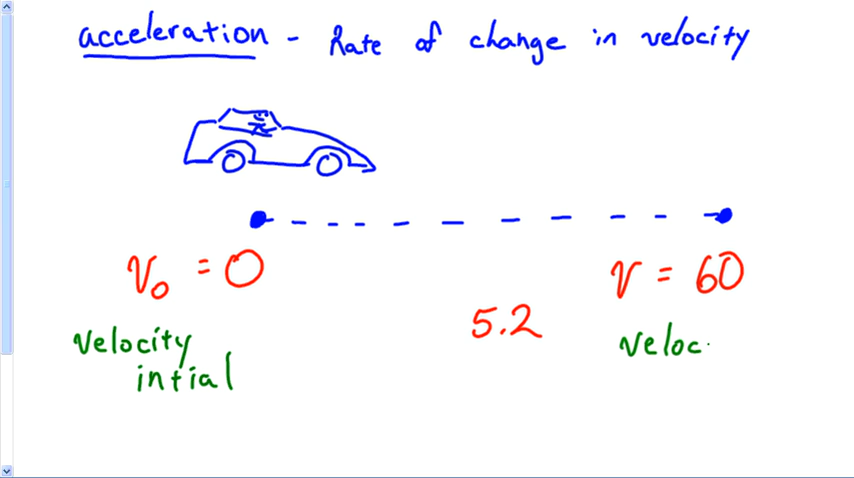 acceleration - Rate of change in velocity
V₀ = 0
V = 60
5.2
Velocity
intial
Veloc